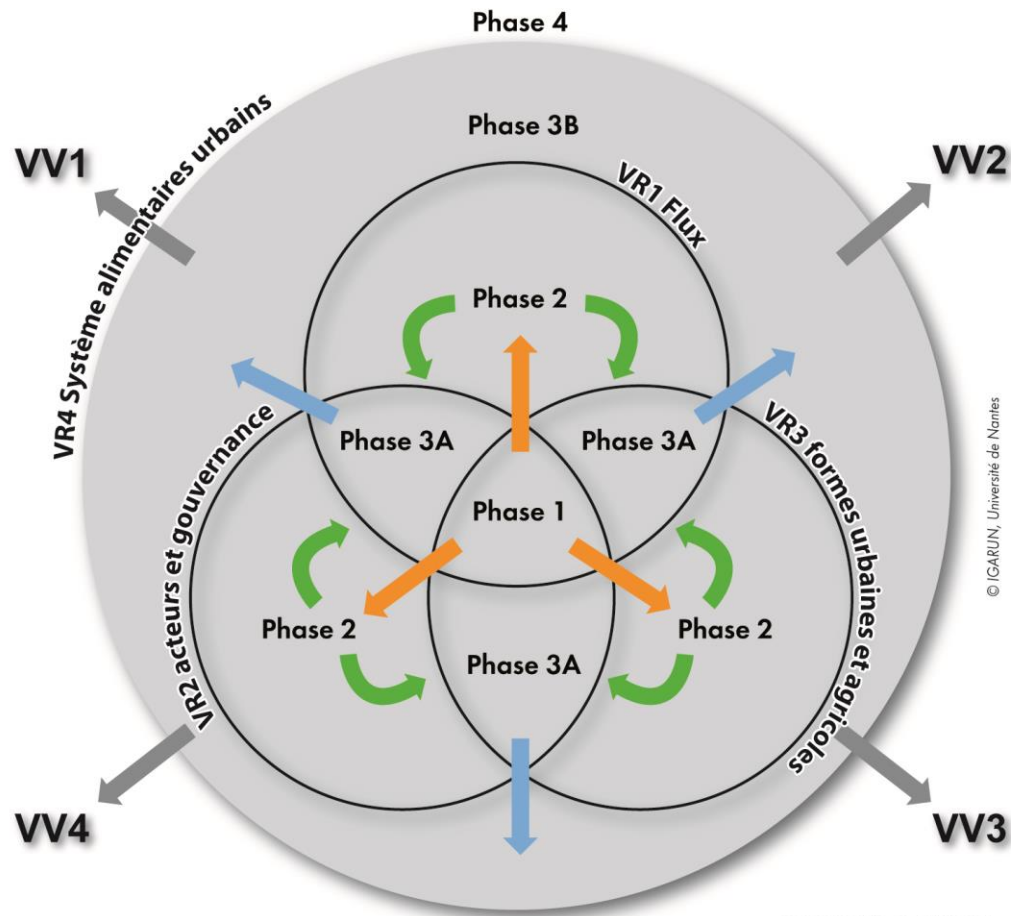 Phase 4
Phase 3B
VV1
VV2
VR4 Système alimentaires urbains
VR1 Flux
Phase 2
Phase 3A
Phase 3A
VR2 acteurs et gouvernance
VR3 formes urbaines et agricoles
Phase 1
Phase 2
Phase 2
Phase 3A
VV4
VV3
© IGARUN, Université de Nantes